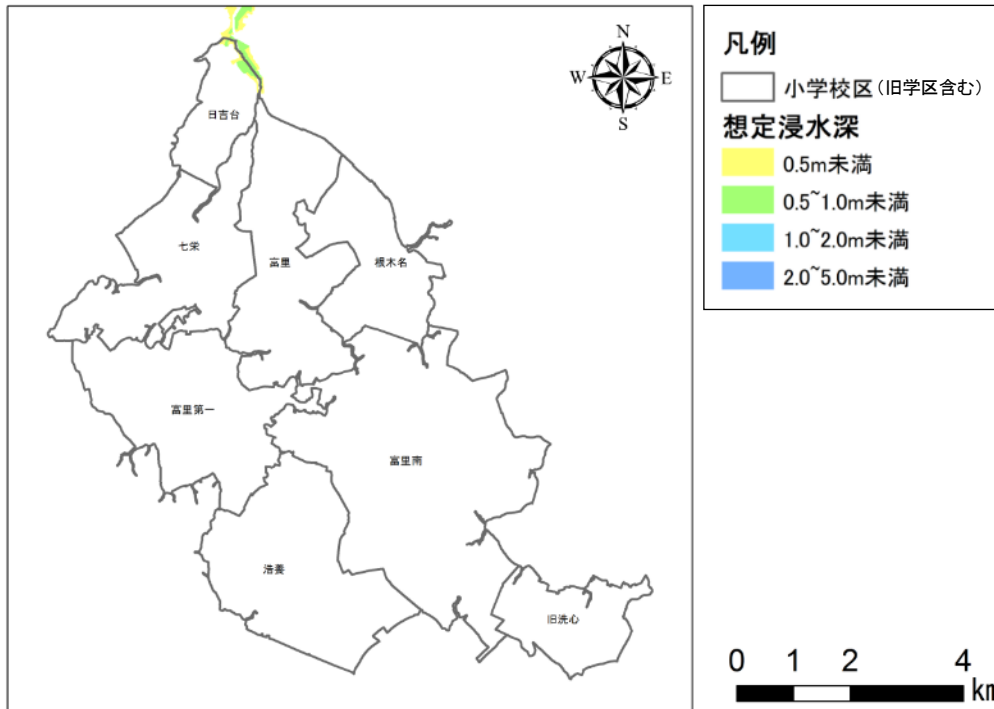 N
W E
S
日吉台
七栄
富里
根木名
富里第一
富里南
浩養
旧洗心
凡例
小学校区(旧学区含む)
想定浸水深
0.5m未満
0.5~1.0m未満
1.0~2.0m未満
2.0~5.0m未満
0 1 2 4
km